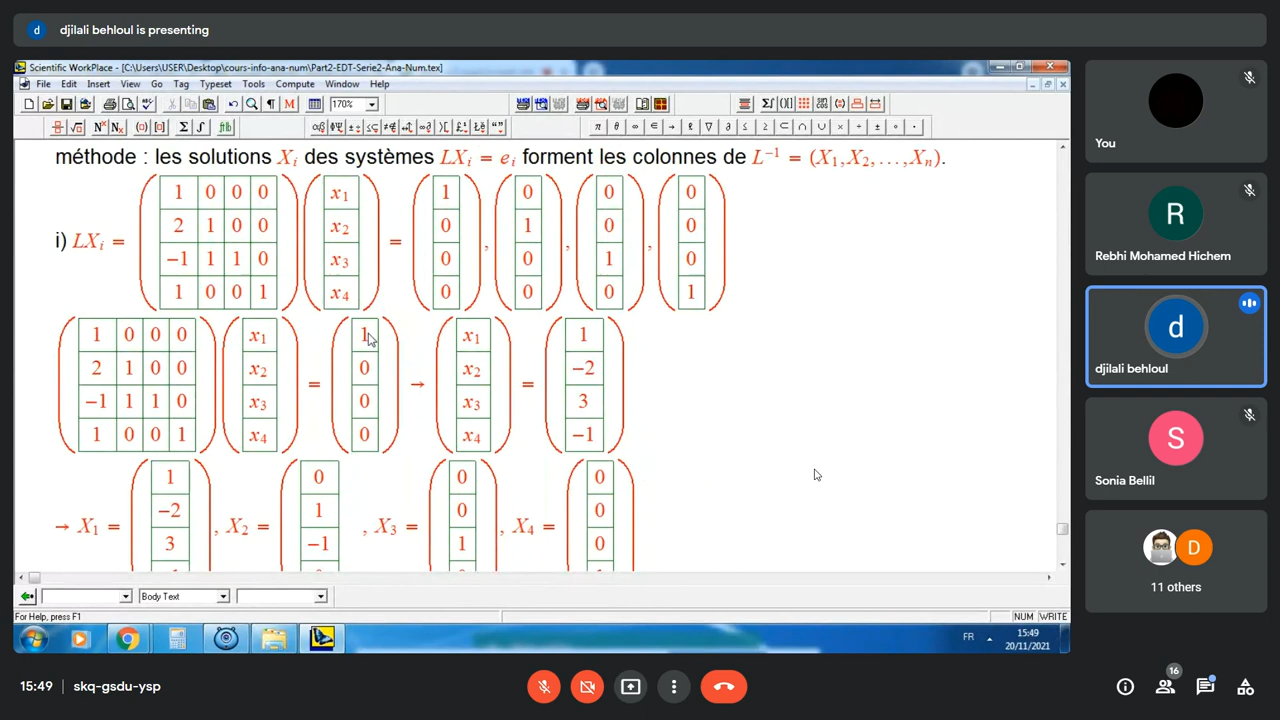 d djilali behloul is presenting
Scientific WorkPlace - [C:\Users\USER\Desktop\cours-info-ana-num\Part2-EDT-Serie2-Ana-Num.tex]
File Edit Insert View Go Tag Typeset Tools Compute Window Help
170%
méthode : les solutions Xᵢ des systèmes LXᵢ = eᵢ forment les colonnes de L⁻¹ = (X₁,X₂,…,Xₙ).
1 0 0 0 x₁ 1 0 0 0
2 1 0 0 x₂ 0 1 0 0
i) LXᵢ = = , , ,
−1 1 1 0 x₃ 0 0 1 0
1 0 0 1 x₄ 0 0 0 1
1 0 0 0 x₁ 1 x₁ 1
2 1 0 0 x₂ 0 x₂ −2
= → =
−1 1 1 0 x₃ 0 x₃ 3
1 0 0 1 x₄ 0 x₄ −1
1 0 0 0
−2 1 0 0
→ X₁ = , X₂ = , X₃ = , X₄ =
3 −1 1 0
Body Text
For Help, press F1
NUM WRITE
FR
15:49
20/11/2021
You
R
Rebhi Mohamed Hichem
d
djilali behloul
S
Sonia Bellil
D
11 others
15:49 skq-gsdu-ysp
16